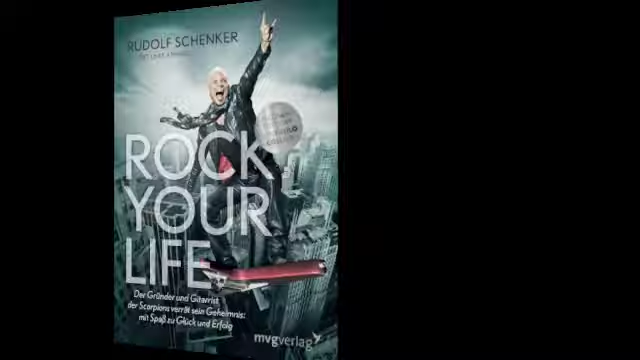 RUDOLF SCHENKER
ROCK
YOUR
LIFE
Der Gründer und Gitarrist
der Scorpions verrät sein Geheimnis:
mit Spaß zu Glück und Erfolg
mvgverlag